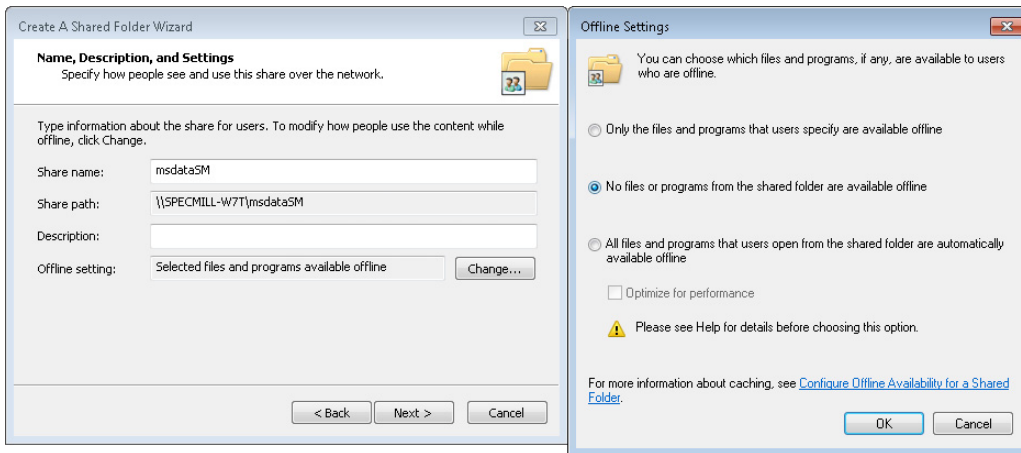 Create A Shared Folder Wizard
Name, Description, and Settings
Specify how people see and use this share over the network.
Type information about the share for users. To modify how people use the content while
offline, click Change.
Share name:
msdataSM
Share path:
\\SPECMILL-W7T\msdataSM
Description:
Offline setting:
Selected files and programs available offline
Change...
< Back
Next >
Cancel
Offline Settings
You can choose which files and programs, if any, are available to users
who are offline.
Only the files and programs that users specify are available offline
No files or programs from the shared folder are available offline
All files and programs that users open from the shared folder are automatically
available offline
Optimize for performance
Please see Help for details before choosing this option.
For more information about caching, see Configure Offline Availability for a Shared
Folder.
OK
Cancel